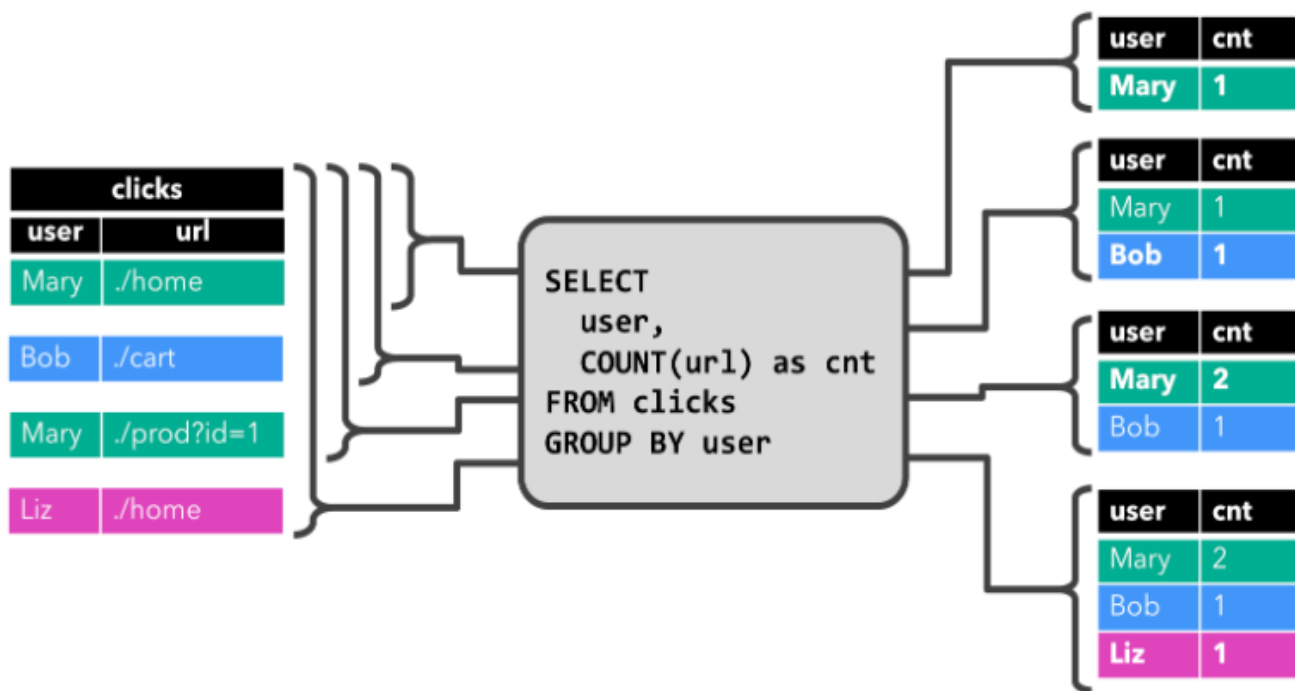 clicks
user url
Mary ./home
Bob ./cart
Mary ./prod?id=1
Liz ./home
SELECT
user,
COUNT(url) as cnt
FROM clicks
GROUP BY user
user cnt
Mary 1
user cnt
Mary 1
Bob 1
user cnt
Mary 2
Bob 1
user cnt
Mary 2
Bob 1
Liz 1